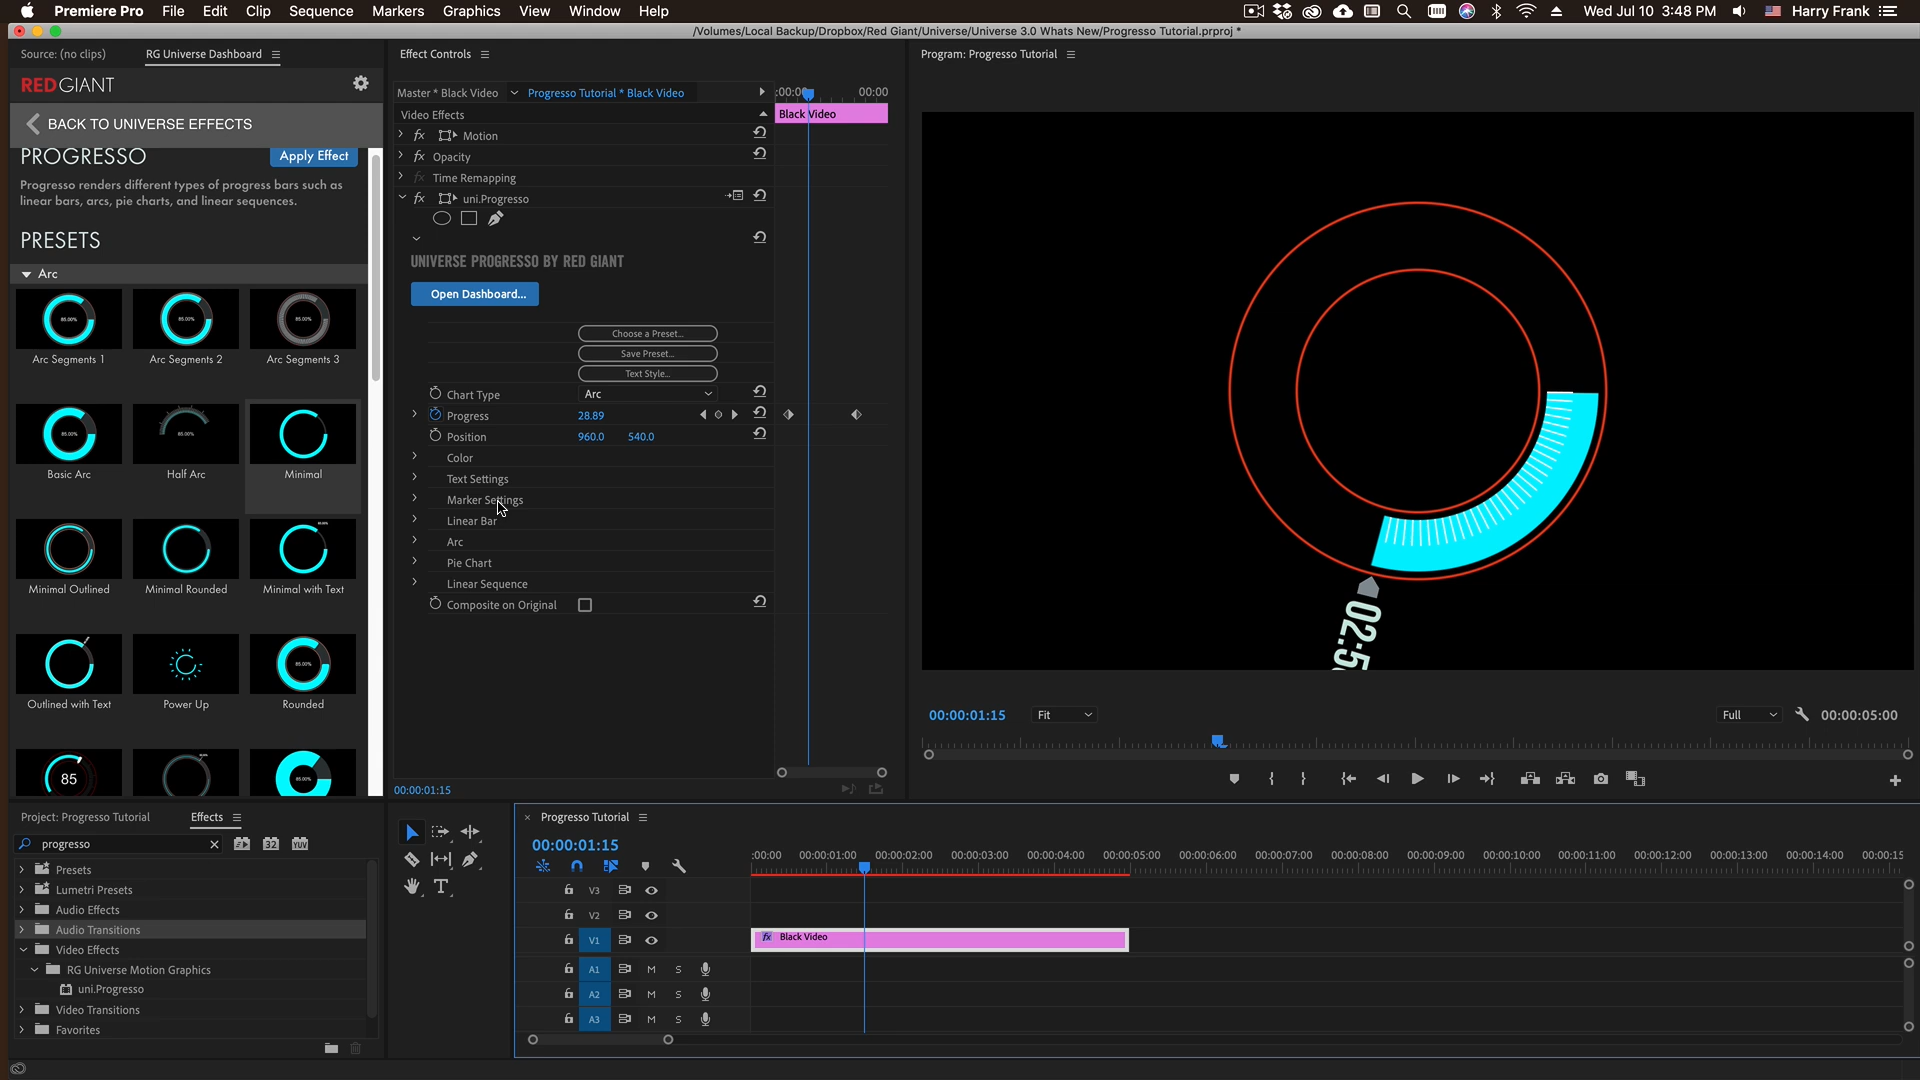 Premiere Pro File Edit Clip Sequence Markers Graphics View Window Help Wed Jul 10 3:48 PM Harry Frank
/Volumes/Local Backup/Dropbox/Red Giant/Universe/Universe 3.0 Whats New/Progresso Tutorial.prproj *
Source: (no clips) RG Universe Dashboard
REDGIANT
BACK TO UNIVERSE EFFECTS
PROGRESSO Apply Effect
Progresso renders different types of progress bars such as
linear bars, arcs, pie charts, and linear sequences.
PRESETS
Arc
85.00% 85.00% 85.00%
Arc Segments 1 Arc Segments 2 Arc Segments 3
85.00% 85.00%
Basic Arc Half Arc Minimal
Minimal Outlined Minimal Rounded Minimal with Text
85.00%
Outlined with Text Power Up Rounded
85 85.00%
Effect Controls
Master * Black Video Progresso Tutorial * Black Video :00:00 00:00
Video Effects Black Video
fx Motion
fx Opacity
fx Time Remapping
fx uni.Progresso
UNIVERSE PROGRESSO BY RED GIANT
Open Dashboard...
Choose a Preset...
Save Preset...
Text Style...
Chart Type Arc
Progress 28.89
Position 960.0 540.0
Color
Text Settings
Marker Settings
Linear Bar
Arc
Pie Chart
Linear Sequence
Composite on Original
00:00:01:15
Program: Progresso Tutorial
00:00:01:15 Fit Full 00:00:05:00
Project: Progresso Tutorial Effects
progresso 32 YUV
Presets
Lumetri Presets
Audio Effects
Audio Transitions
Video Effects
RG Universe Motion Graphics
uni.Progresso
Video Transitions
Favorites
T
× Progresso Tutorial
00:00:01:15
:00:00 00:00:01:00 00:00:02:00 00:00:03:00 00:00:04:00 00:00:05:00 00:00:06:00 00:00:07:00 00:00:08:00 00:00:09:00 00:00:10:00 00:00:11:00 00:00:12:00 00:00:13:00 00:00:14:00 00:00:15
V3
V2
V1 fx Black Video
A1 M S
A2 M S
A3 M S